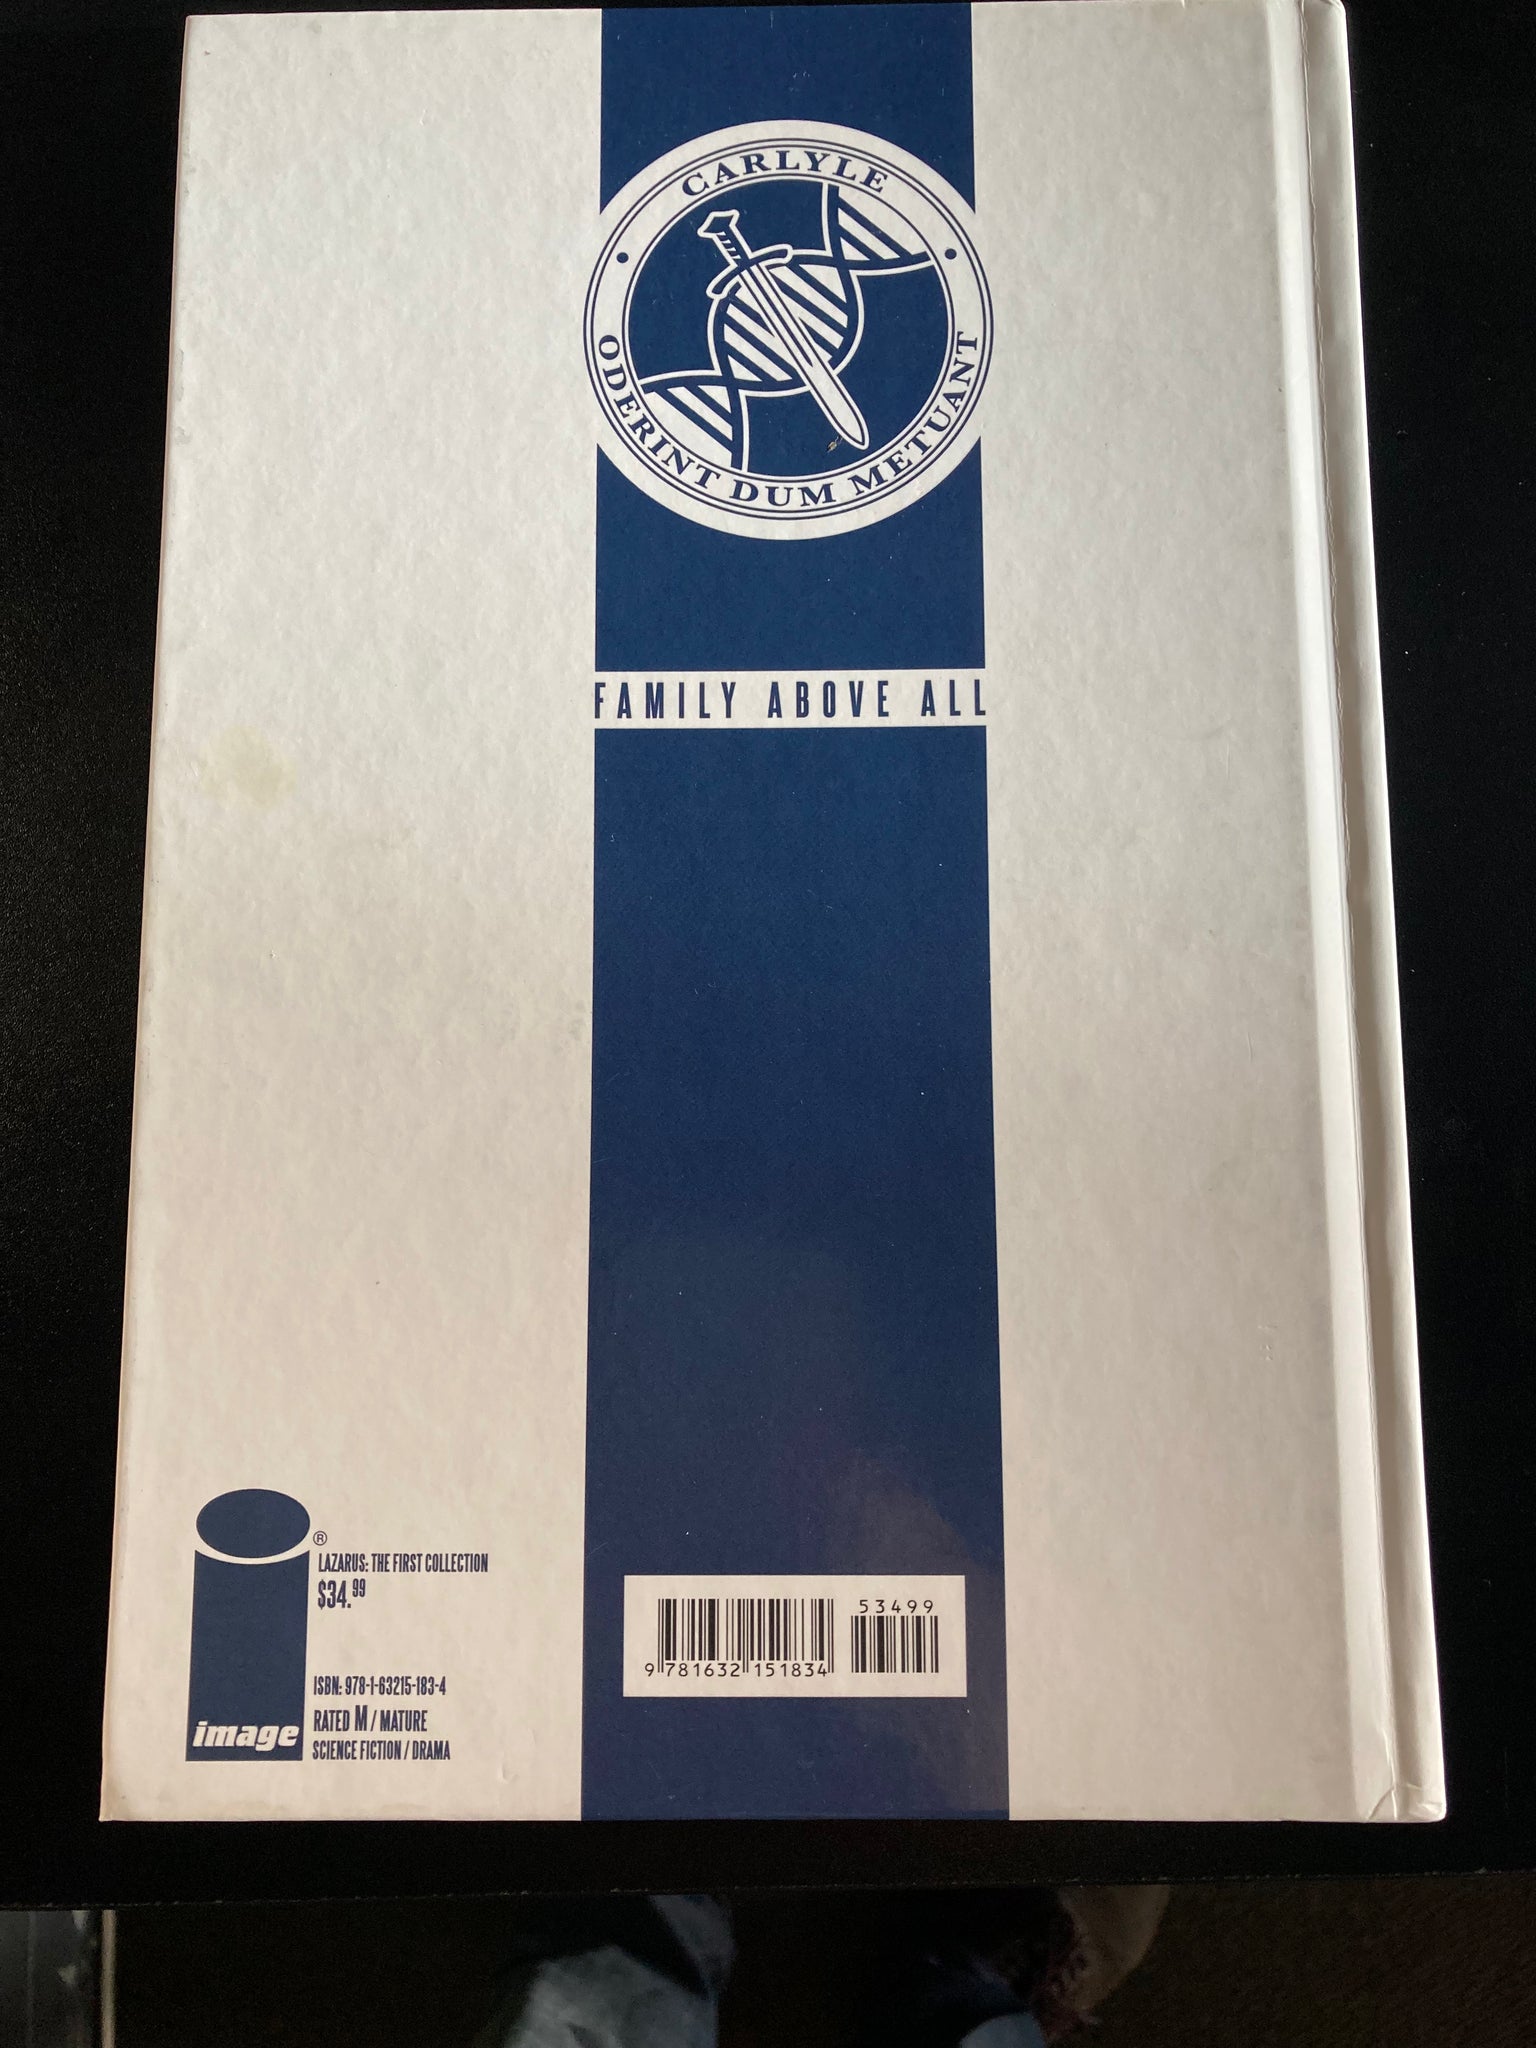 CARLYLE
ODERINT DUM METUANT
FAMILY ABOVE ALL
®
LAZARUS: THE FIRST COLLECTION
$34.99
ISBN: 978-1-63215-183-4
RATED M / MATURE
SCIENCE FICTION / DRAMA
image
53499
9 781632 151834